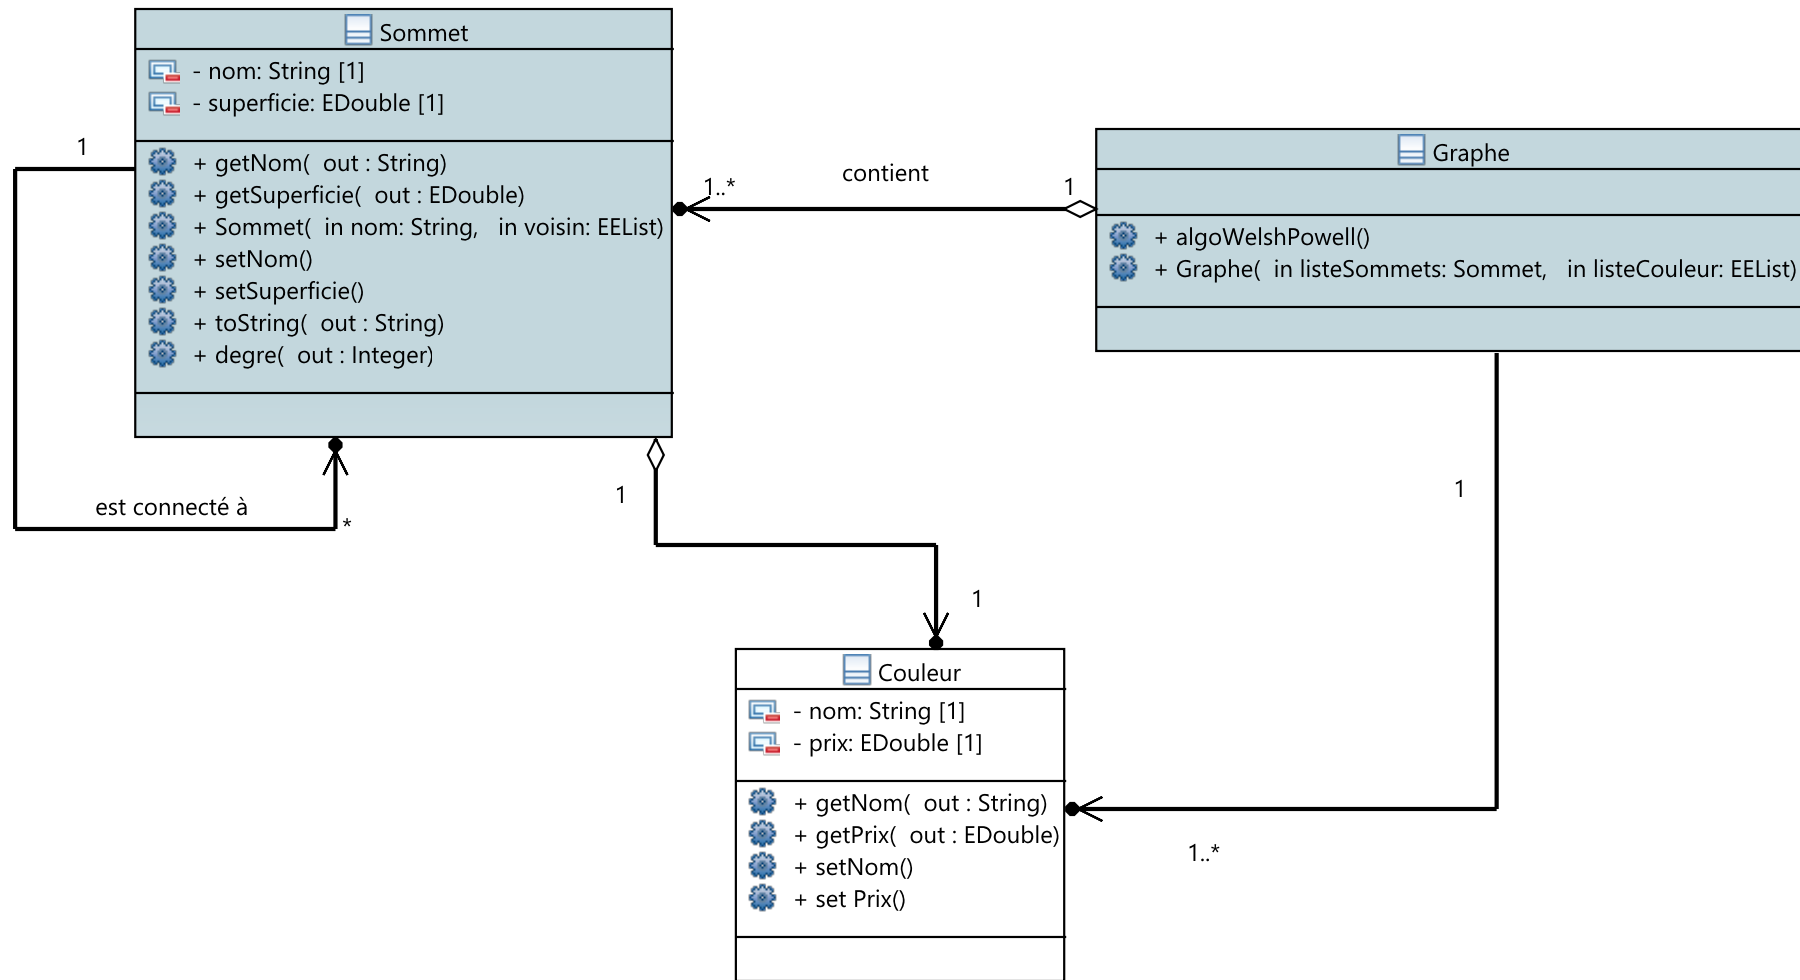 Sommet
- nom: String [1]
- superficie: EDouble [1]
+ getNom( out : String)
+ getSuperficie( out : EDouble)
+ Sommet( in nom: String, in voisin: EEList)
+ setNom()
+ setSuperficie()
+ toString( out : String)
+ degre( out : Integer)
1
est connecté à
*
1..*
contient
1
Graphe
+ algoWelshPowell()
+ Graphe( in listeSommets: Sommet, in listeCouleur: EEList)
1
1
1
1..*
Couleur
- nom: String [1]
- prix: EDouble [1]
+ getNom( out : String)
+ getPrix( out : EDouble)
+ setNom()
+ set Prix()